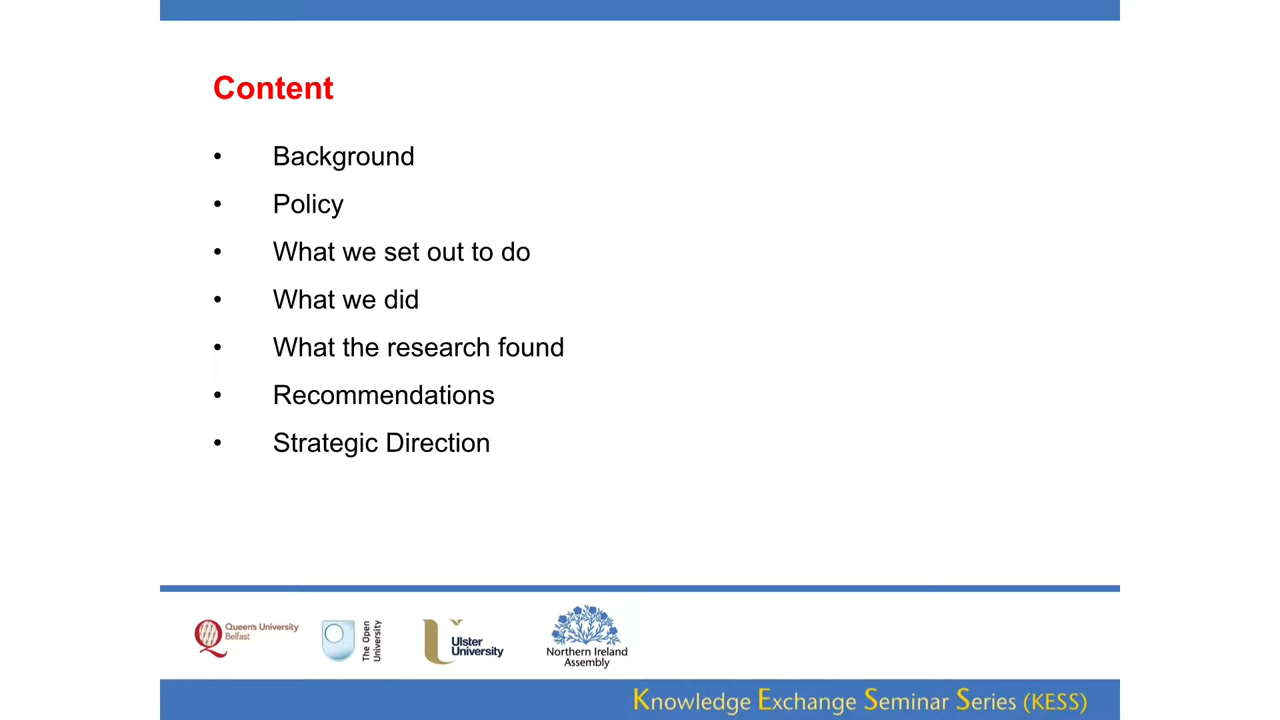 Content
• Background
• Policy
• What we set out to do
• What we did
• What the research found
• Recommendations
• Strategic Direction
Queen's University
Belfast
The Open
University
Ulster
University
Northern Ireland
Assembly
Knowledge Exchange Seminar Series (KESS)